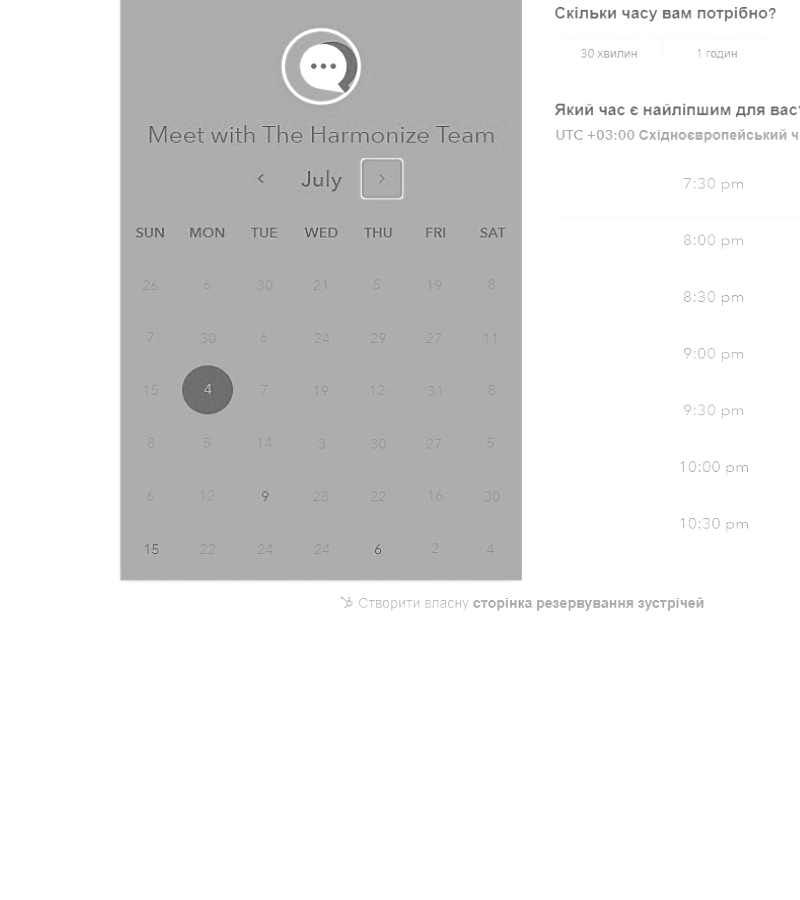 Скільки часу вам потрібно?
30 хвилин 1 годин
Meet with The Harmonize Team
July
SUN MON TUE WED THU FRI SAT
26 6 30 21 5 19 8
7 30 6 24 29 27 11
15 4 7 19 12 31 8
8 5 14 3 30 27 5
6 12 9 28 22 16 30
15 22 24 24 6 2 4
Який час є найліпшим для вас?
UTC +03:00 Східноєвропейський
7:30 pm
8:00 pm
8:30 pm
9:00 pm
9:30 pm
10:00 pm
10:30 pm
Створити власну сторінка резервування зустрічей